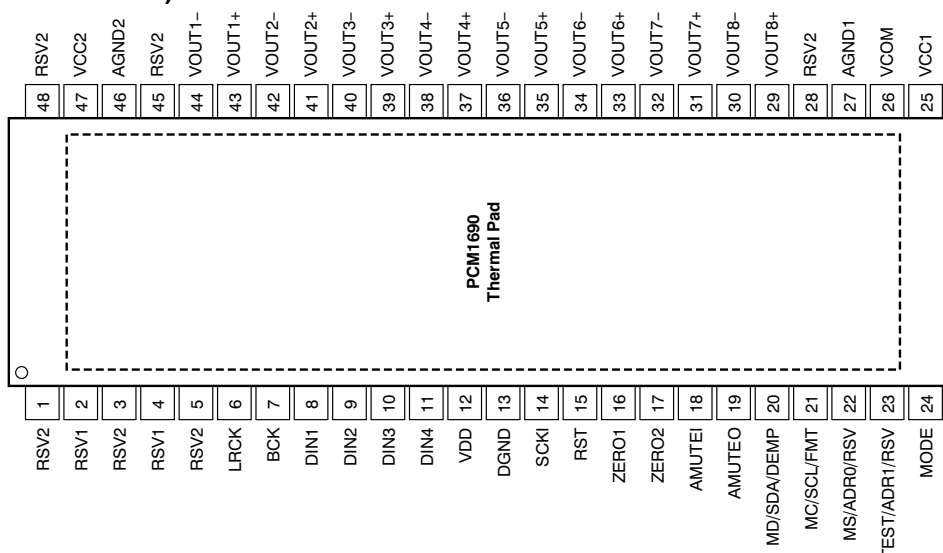 RSV2
VCC2
AGND2
RSV2
VOUT1−
VOUT1+
VOUT2−
VOUT2+
VOUT3−
VOUT3+
VOUT4−
VOUT4+
VOUT5−
VOUT5+
VOUT6−
VOUT6+
VOUT7−
VOUT7+
VOUT8−
VOUT8+
RSV2
AGND1
VCOM
VCC1
48
47
46
45
44
43
42
41
40
39
38
37
36
35
34
33
32
31
30
29
28
27
26
25
PCM1690
Thermal Pad
1
2
3
4
5
6
7
8
9
10
11
12
13
14
15
16
17
18
19
20
21
22
23
24
RSV2
RSV1
RSV2
RSV1
RSV2
LRCK
BCK
DIN1
DIN2
DIN3
DIN4
VDD
DGND
SCKI
RST
ZERO1
ZERO2
AMUTEI
AMUTEO
MD/SDA/DEMP
MC/SCL/FMT
MS/ADR0/RSV
TEST/ADR1/RSV
MODE